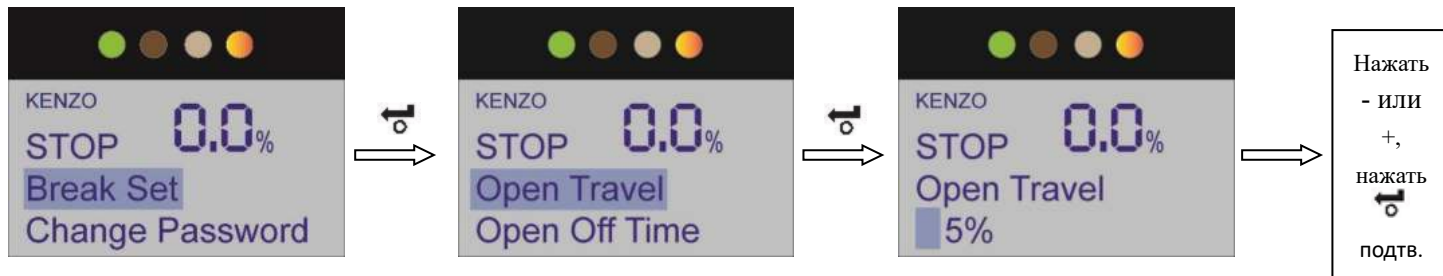 KENZO
STOP 0.0%
Break Set
Change Password
KENZO
STOP 0.0%
Open Travel
Open Off Time
KENZO
STOP 0.0%
Open Travel
5%
Нажать
- или
+,
нажать
подтв.